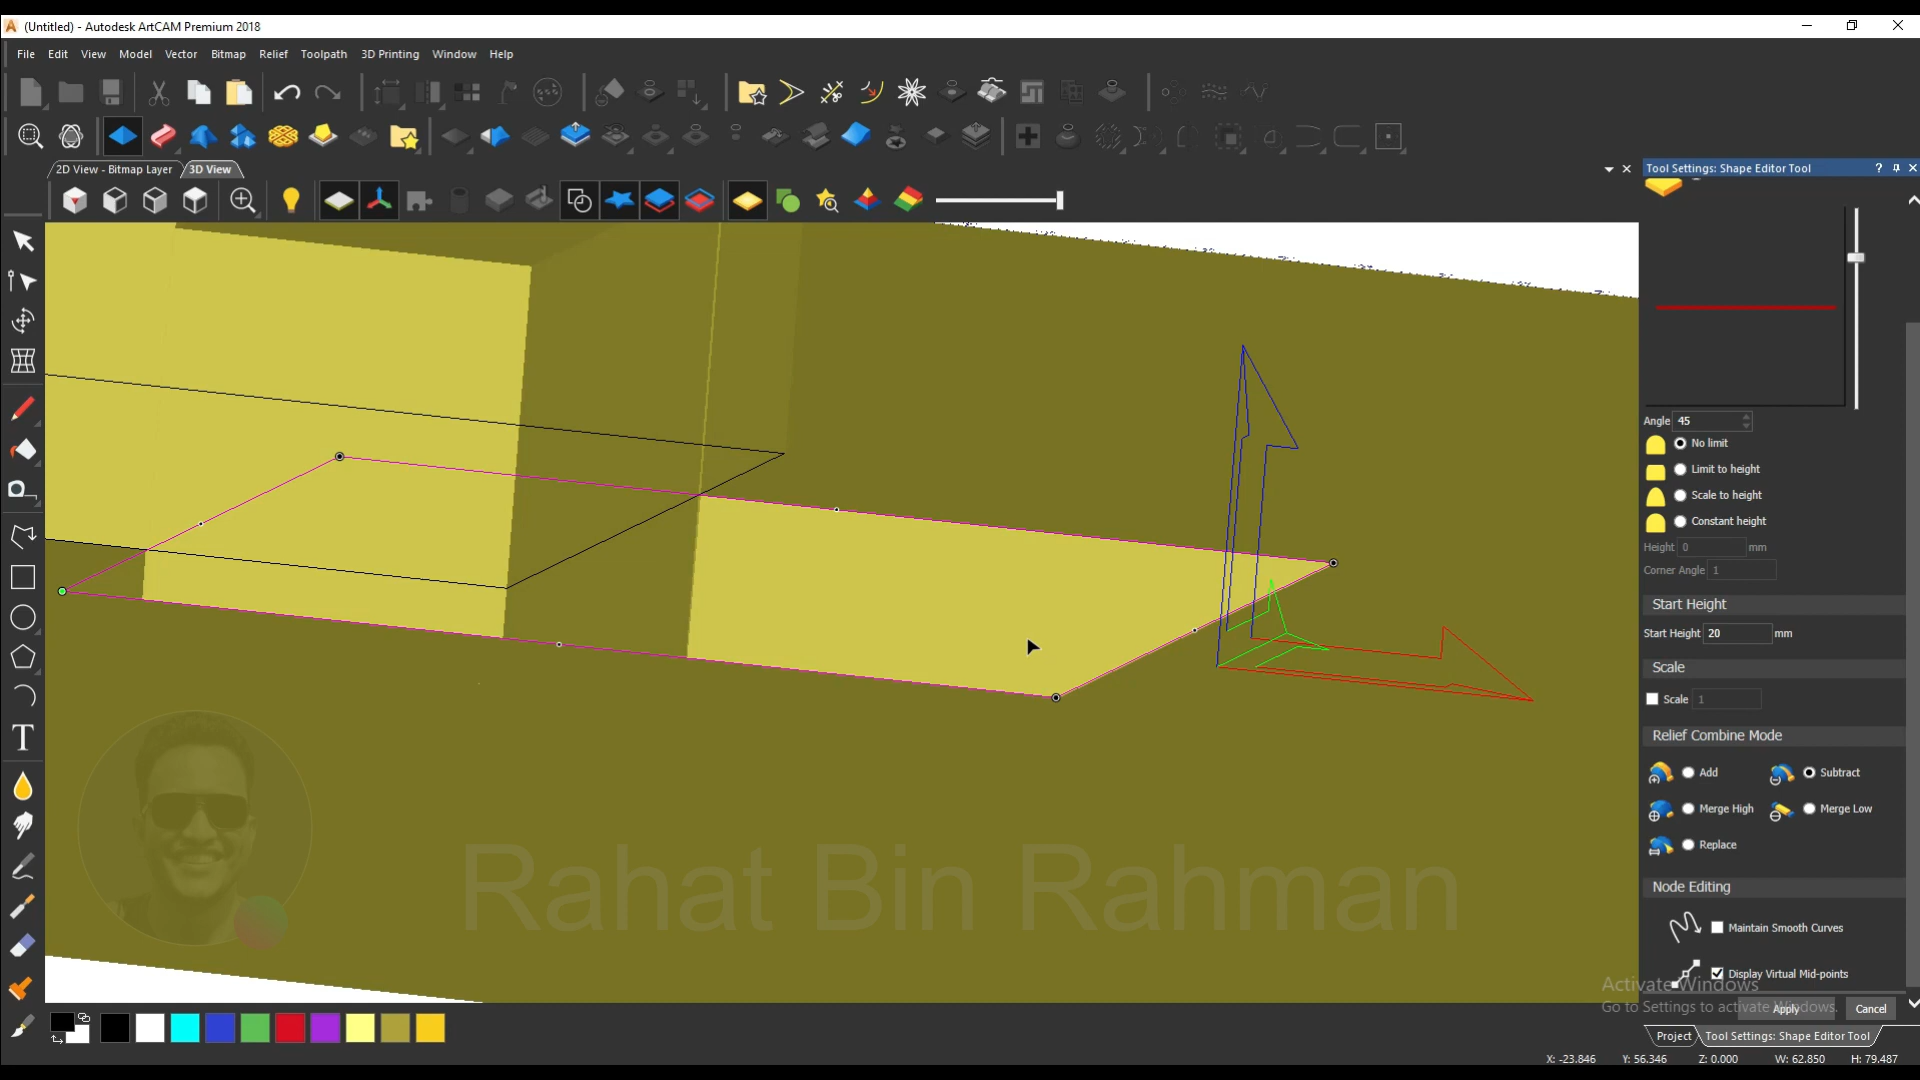 (Untitled) - Autodesk ArtCAM Premium 2018
File Edit View Model Vector Bitmap Relief Toolpath 3D Printing Window Help
2D View - Bitmap Layer 3D View
Tool Settings: Shape Editor Tool
Angle 45
No limit
Limit to height
Scale to height
Constant height
Height 0 mm
Corner Angle 1
Start Height
Start Height 20 mm
Scale
Scale 1
Relief Combine Mode
Add Subtract
Merge High Merge Low
Replace
Node Editing
Maintain Smooth Curves
Display Virtual Mid-points
Rahat Bin Rahman
Activate Windows
Go to Settings to activate Windows.
Apply Cancel
Project Tool Settings: Shape Editor Tool
X: -23.846 Y: 56.346 Z: 0.000 W: 62.850 H: 79.487